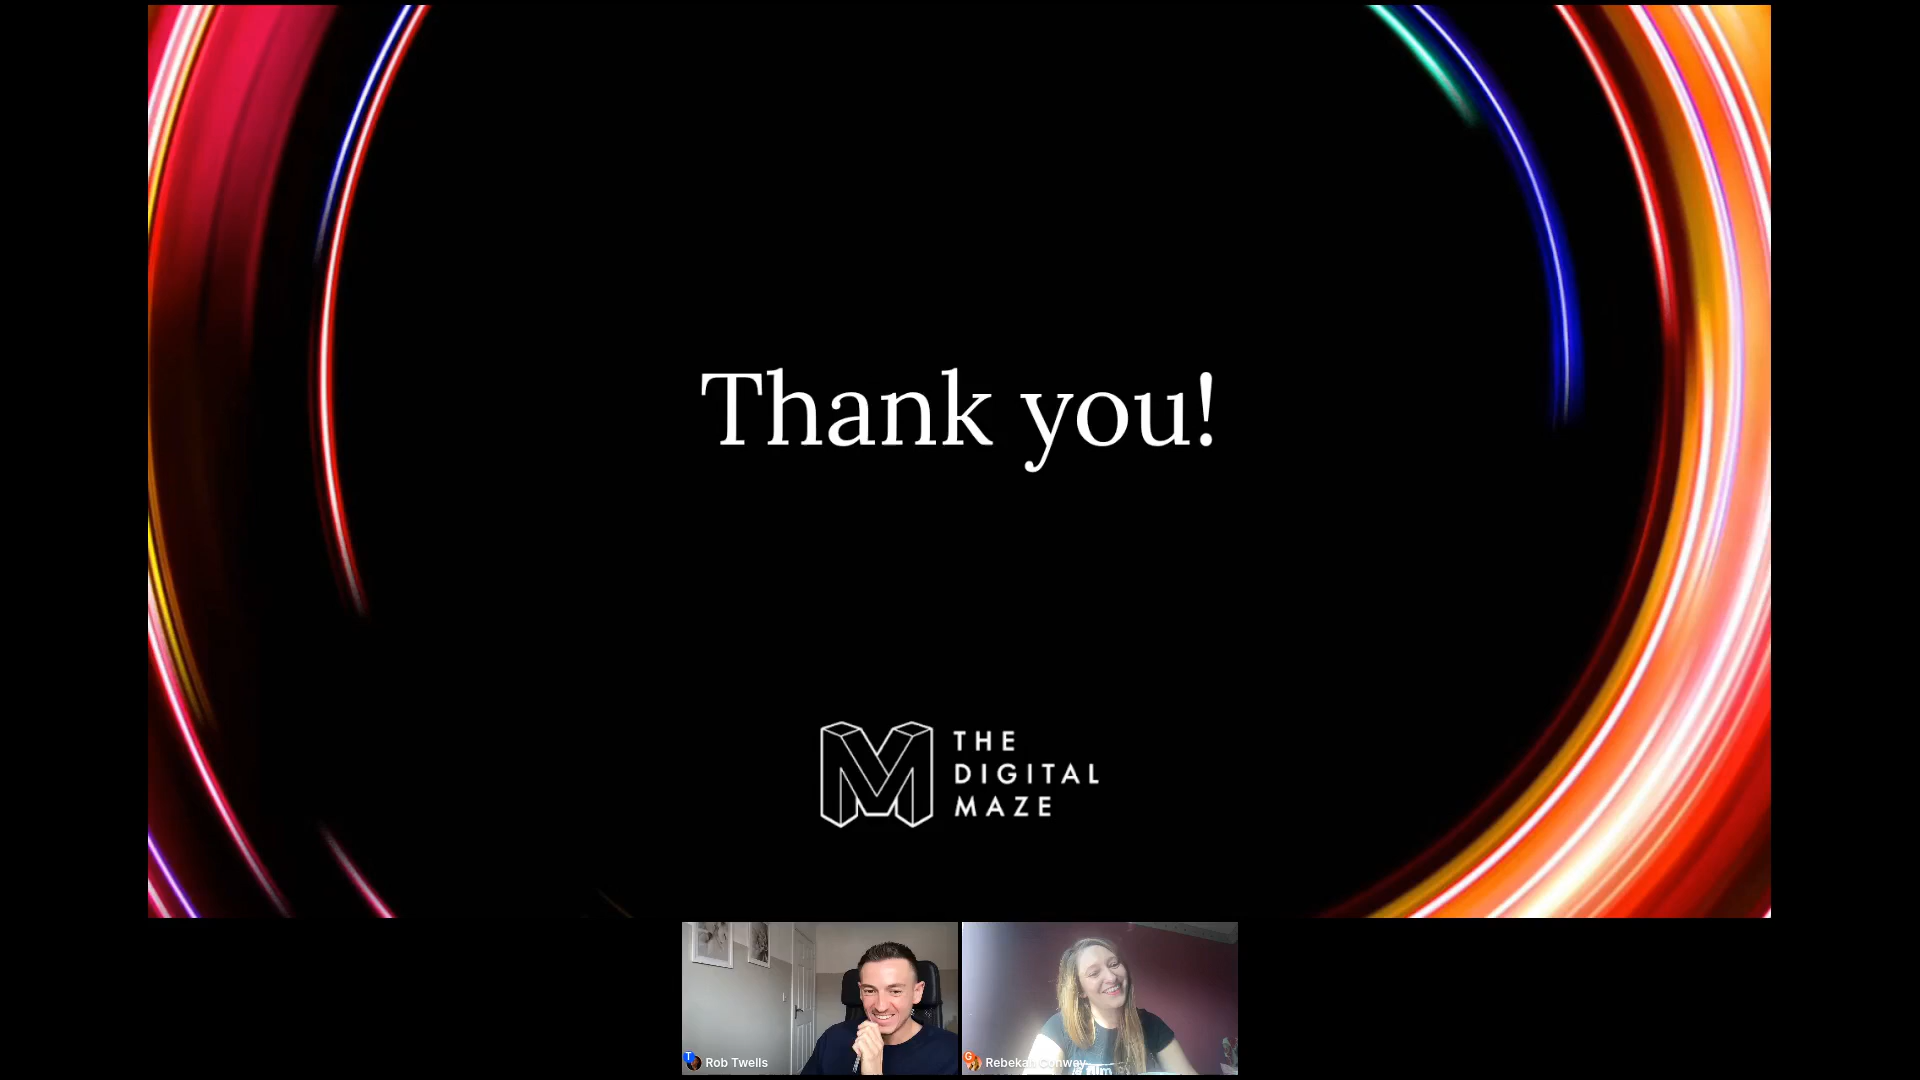 Thank you!
THE
DIGITAL
MAZE
Rob Twells